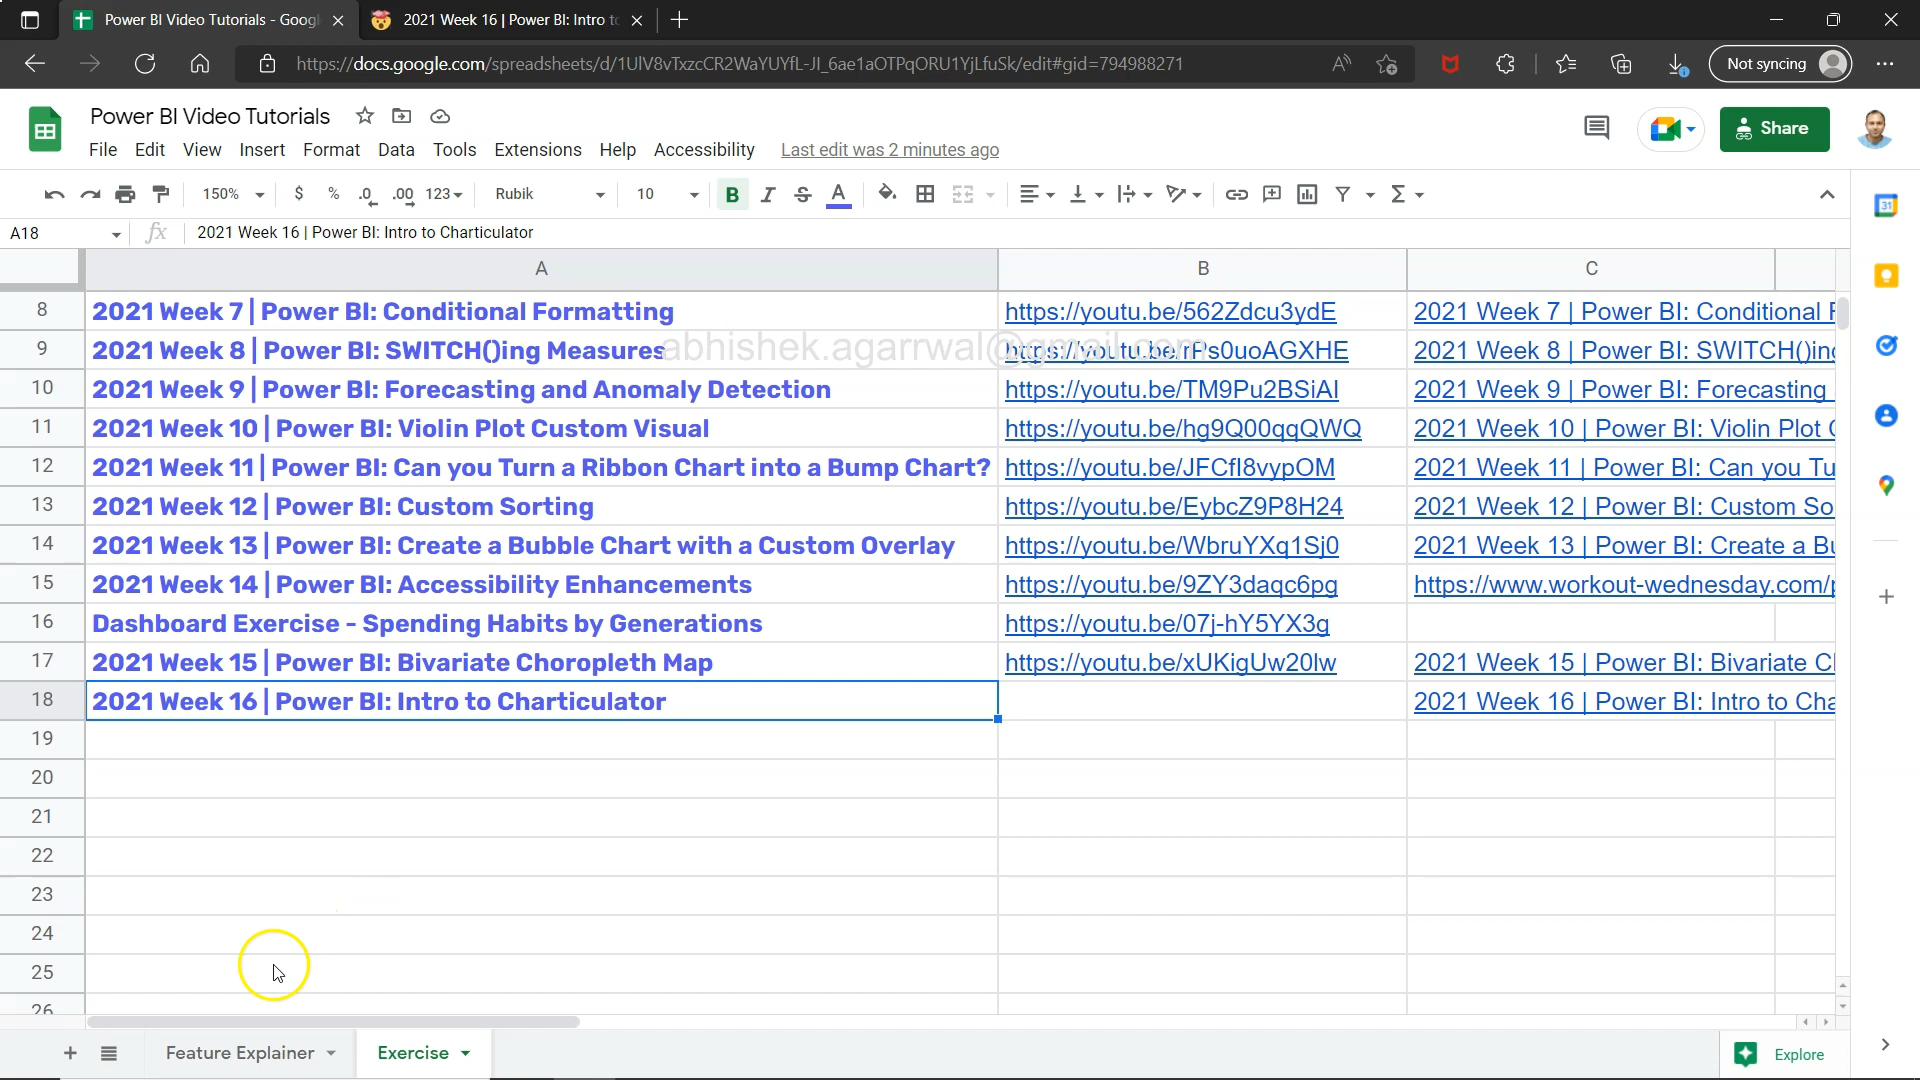 Power BI Video Tutorials - Goog
2021 Week 16 | Power BI: Intro to
https://docs.google.com/spreadsheets/d/1UlV8vTxzcCR2WaYUYfL-JI_6ae1aOTPqORU1YjLfuSk/edit#gid=794988271
Not syncing
Power BI Video Tutorials
File Edit View Insert Format Data Tools Extensions Help Accessibility Last edit was 2 minutes ago
Share
150% $ % .0 .00 123 Rubik 10 B I S A
A18 fx 2021 Week 16 | Power BI: Intro to Charticulator
A B C
8 2021 Week 7 | Power BI: Conditional Formatting https://youtu.be/562Zdcu3ydE 2021 Week 7 | Power BI: Conditional F
abhishek.agarrwal@gmail.com
9 2021 Week 8 | Power BI: SWITCH()ing Measures https://youtu.be/rPs0uoAGXHE 2021 Week 8 | Power BI: SWITCH()ing
10 2021 Week 9 | Power BI: Forecasting and Anomaly Detection https://youtu.be/TM9Pu2BSiAI 2021 Week 9 | Power BI: Forecasting
11 2021 Week 10 | Power BI: Violin Plot Custom Visual https://youtu.be/hg9Q00qqQWQ 2021 Week 10 | Power BI: Violin Plot C
12 2021 Week 11 | Power BI: Can you Turn a Ribbon Chart into a Bump Chart? https://youtu.be/JFCfI8vypOM 2021 Week 11 | Power BI: Can you Tu
13 2021 Week 12 | Power BI: Custom Sorting https://youtu.be/EybcZ9P8H24 2021 Week 12 | Power BI: Custom So
14 2021 Week 13 | Power BI: Create a Bubble Chart with a Custom Overlay https://youtu.be/WbruYXq1Sj0 2021 Week 13 | Power BI: Create a Bu
15 2021 Week 14 | Power BI: Accessibility Enhancements https://youtu.be/9ZY3daqc6pg https://www.workout-wednesday.com/p
16 Dashboard Exercise - Spending Habits by Generations https://youtu.be/07j-hY5YX3g
17 2021 Week 15 | Power BI: Bivariate Choropleth Map https://youtu.be/xUKigUw20lw 2021 Week 15 | Power BI: Bivariate C
18 2021 Week 16 | Power BI: Intro to Charticulator 2021 Week 16 | Power BI: Intro to Cha
19
20
21
22
23
24
25
26
Feature Explainer Exercise Explore